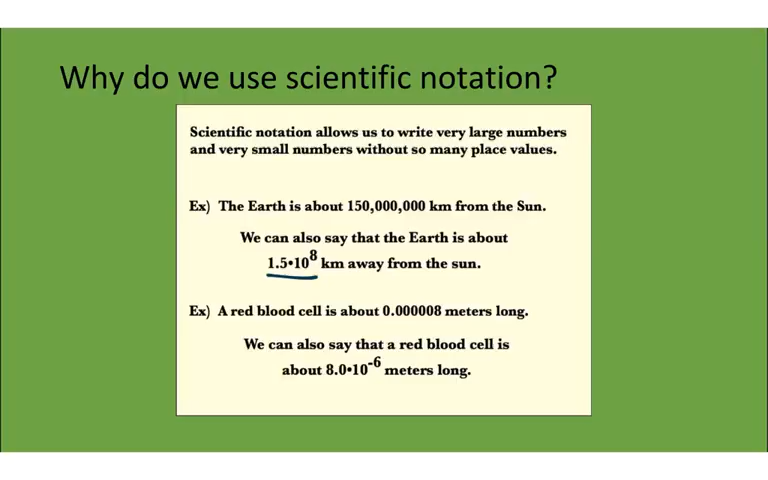 Why do we use scientific notation?
Scientific notation allows us to write very large numbers
and very small numbers without so many place values.
Ex) The Earth is about 150,000,000 km from the Sun.
We can also say that the Earth is about
1.5•10⁸ km away from the sun.
Ex) A red blood cell is about 0.000008 meters long.
We can also say that a red blood cell is
about 8.0•10⁻⁶ meters long.